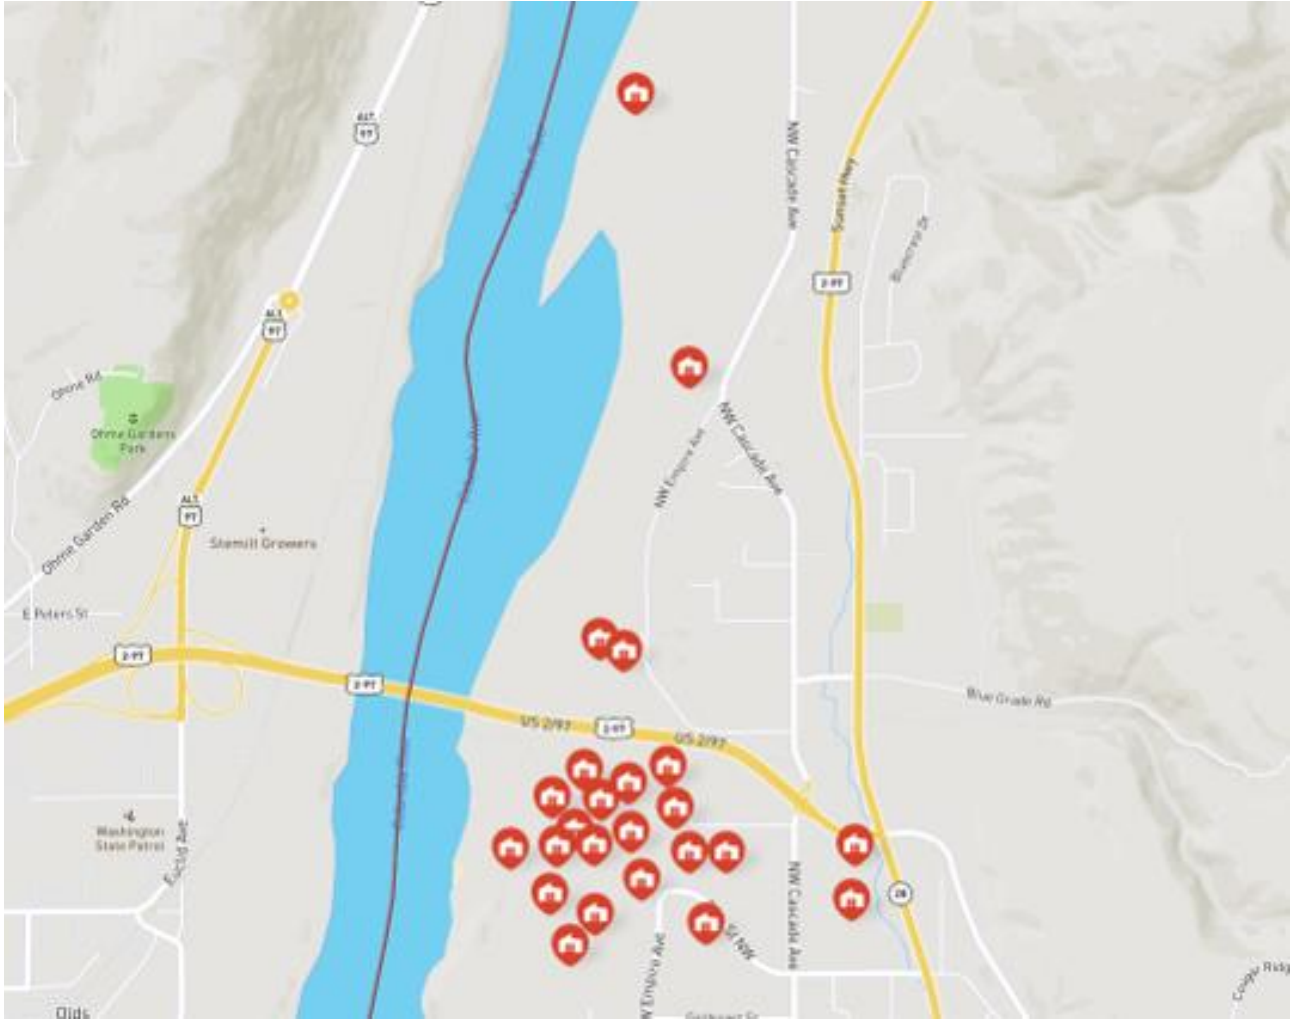 ALT.
97
NW Cascade Ave
Sunset Hwy
Bluecrest Dr
2-97
ALT.
97
Ohme Rd
Ohme Gardens
Park
NW Cascade Ave
NW Empire Ave
ALT.
97
Ohme Garden Rd
Stemilt Growers
E Peters St
2-97
2-97
Blue Grade Rd
US 2/97
2-97
US 2/97
Washington
State Patrol
Euclid Ave
NW Cascade Ave
28
St NW
W Empire Ave
Cougar Ridg
Olds